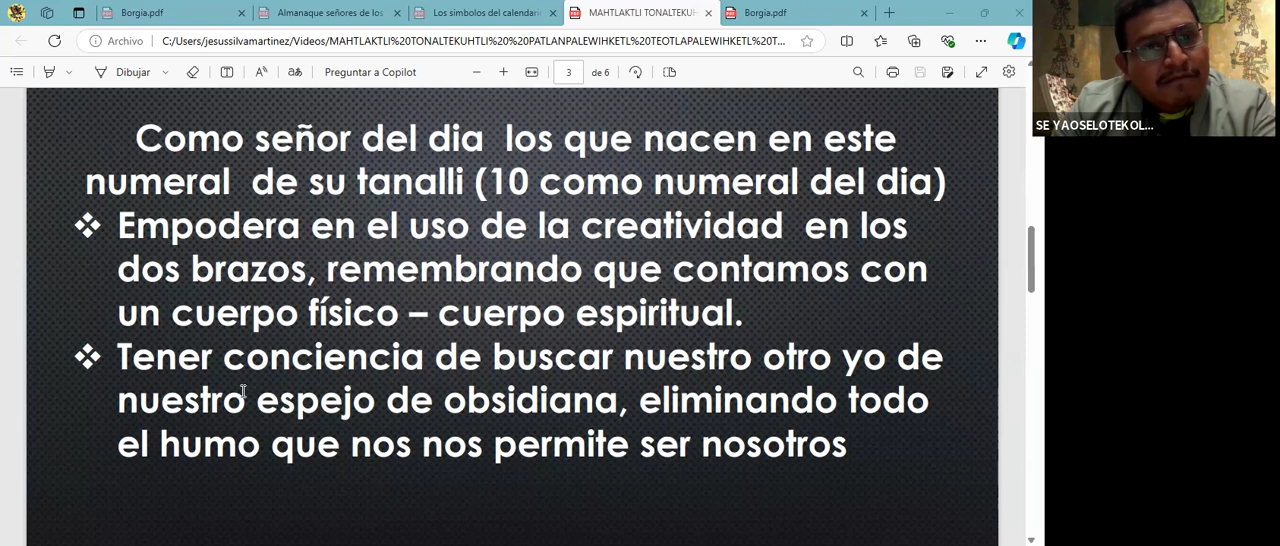 Borgia.pdf
Almanaque señores de los
Los simbolos del calendari
MAHTLAKTLI TONALTEKUH
Borgia.pdf
Archivo
C:/Users/jesussilvamartinez/Videos/MAHTLAKTLI%20TONALTEKUHTLI%20%20PATLANPALEWIHKETL%20TEOTLAPALEWIHKETL%20T...
Dibujar
Preguntar a Copilot
3
de 6
SE YAOSELOTEKOL...
Como señor del dia los que nacen en este
numeral de su tanalli (10 como numeral del dia)
❖ Empodera en el uso de la creatividad en los
dos brazos, remembrando que contamos con
un cuerpo físico – cuerpo espiritual.
❖ Tener conciencia de buscar nuestro otro yo de
nuestro espejo de obsidiana, eliminando todo
el humo que nos nos permite ser nosotros